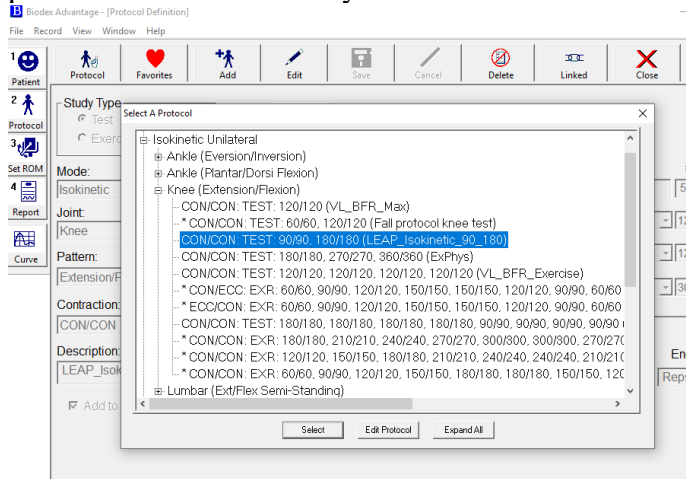 Biodex Advantage - [Protocol Definition]
File Record View Window Help
1 Patient
Protocol Favorites Add Edit Save Cancel Delete Linked Close
2 Protocol
3 Set ROM
4 Report
Curve
Study Type
Test
Exerc
Mode:
Isokinetic
Joint:
Knee
Pattern:
Extension/F
Contraction:
CON/CON
Description:
LEAP_Isok
Add to
Select A Protocol
Isokinetic Unilateral
Ankle (Eversion/Inversion)
Ankle (Plantar/Dorsi Flexion)
Knee (Extension/Flexion)
CON/CON: TEST: 120/120 (VL_BFR_Max)
* CON/CON: TEST: 60/60, 120/120 (Fall protocol knee test)
CON/CON: TEST: 90/90, 180/180 (LEAP_Isokinetic_90_180)
CON/CON: TEST: 180/180, 270/270, 360/360 (ExPhys)
CON/CON: TEST: 120/120, 120/120, 120/120, 120/120 (VL_BFR_Exercise)
* CON/ECC: EXR: 60/60, 90/90, 120/120, 150/150, 150/150, 120/120, 90/90, 60/60
* ECC/CON: EXR: 60/60, 90/90, 120/120, 150/150, 150/150, 120/120, 90/90, 60/60
CON/CON: TEST: 180/180, 180/180, 180/180, 180/180, 90/90, 90/90, 90/90, 90/90
* CON/CON: EXR: 180/180, 210/210, 240/240, 270/270, 300/300, 300/300, 270/270
* CON/CON: EXR: 120/120, 150/150, 180/180, 210/210, 240/240, 240/240, 210/210
* CON/CON: EXR: 60/60, 90/90, 120/120, 150/150, 180/180, 180/180, 150/150, 120
Lumbar (Ext/Flex Semi-Standing)
Select Edit Protocol Expand All
5
12
12
30
En
Reps